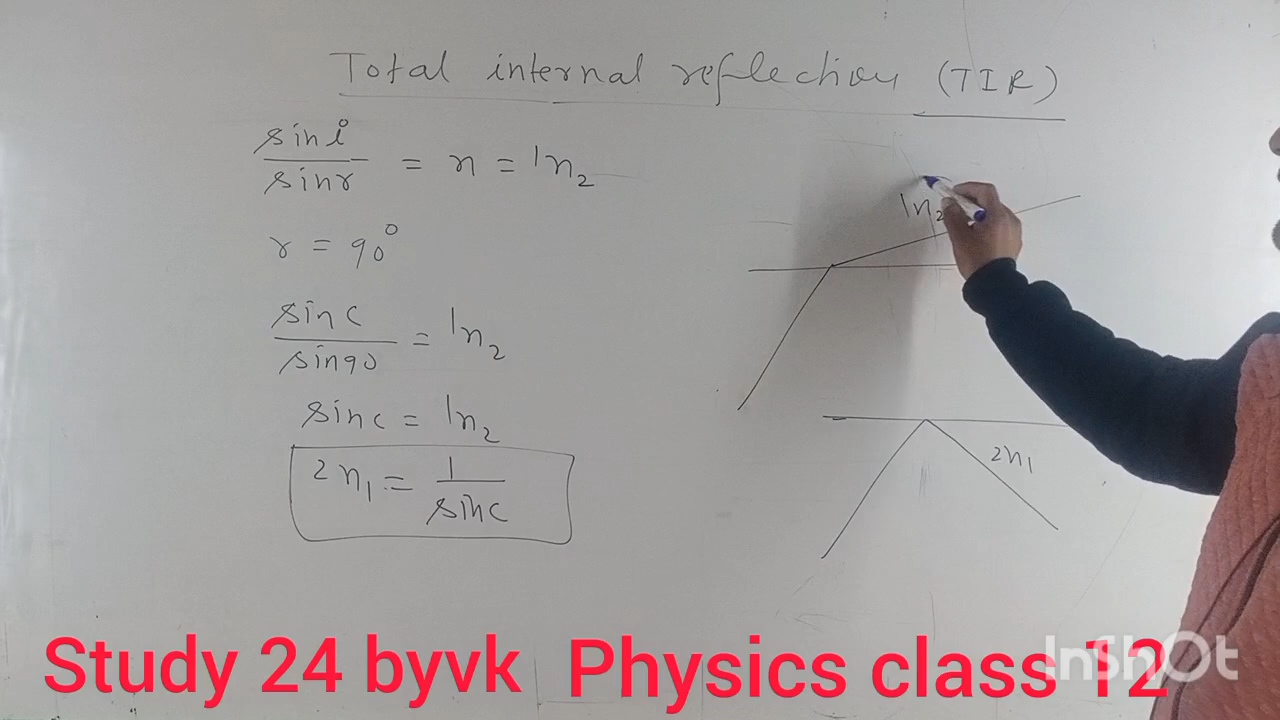 Total internal reflection (TIR)
sin i / sin r = n = 1n2
r = 90°
sin c / sin 90 = 1n2
sin c = 1n2
2n1 = 1 / sin c
1n2
2n1
Study 24 byvk Physics class 12
InShOt